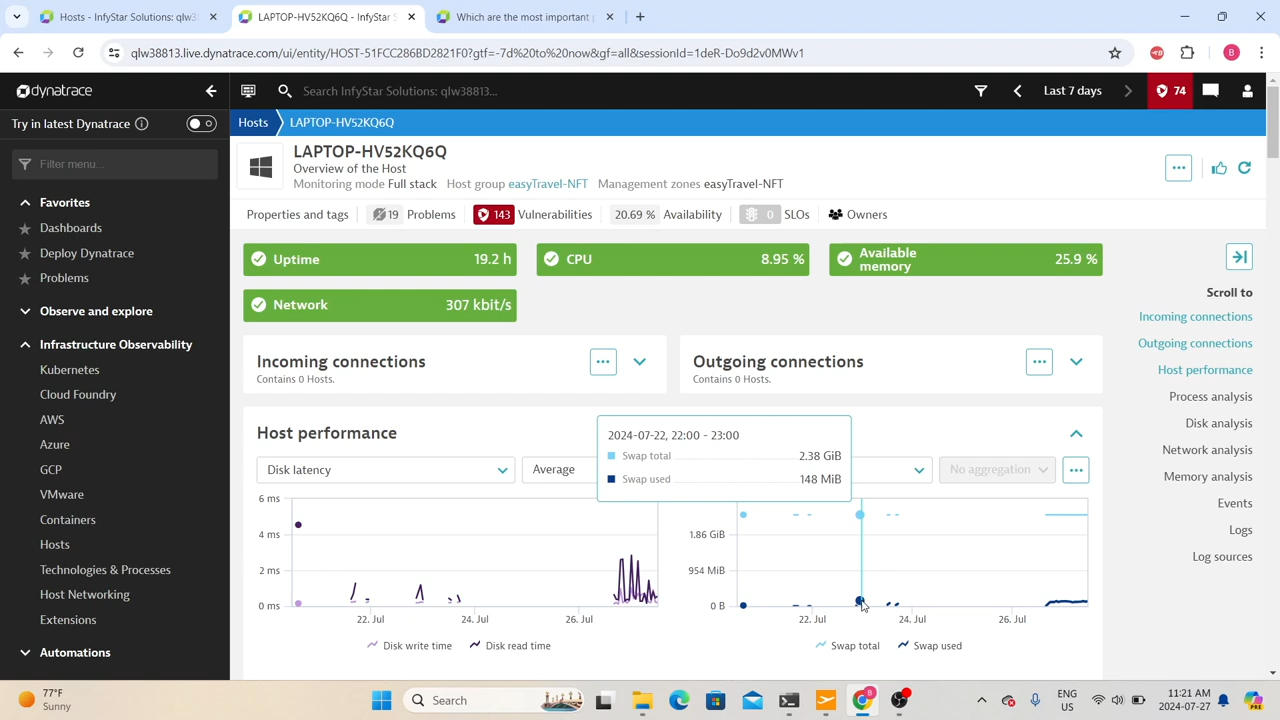 Hosts - InfyStar Solutions: qlw3
LAPTOP-HV52KQ6Q - InfyStar Sol
Which are the most important p
qlw38813.live.dynatrace.com/ui/entity/HOST-51FCC286BD2821F0?gtf=-7d%20to%20now&gf=all&sessionId=1deR-Do9d2v0MWv1
B
dynatrace
Search InfyStar Solutions: qlw38813...
Last 7 days
74
Try in latest Dynatrace
Filter menu...
Favorites
Dashboards
Deploy Dynatrace
Problems
Observe and explore
Infrastructure Observability
Kubernetes
Cloud Foundry
AWS
Azure
GCP
VMware
Containers
Hosts
Technologies & Processes
Host Networking
Extensions
Automations
Hosts
LAPTOP-HV52KQ6Q
LAPTOP-HV52KQ6Q
Overview of the Host
Monitoring mode Full stack Host group easyTravel-NFT Management zones easyTravel-NFT
Properties and tags 19 Problems 143 Vulnerabilities 20.69 % Availability 0 SLOs Owners
Uptime 19.2 h
CPU 8.95 %
Available memory 25.9 %
Network 307 kbit/s
Incoming connections
Contains 0 Hosts.
Outgoing connections
Contains 0 Hosts.
Host performance
Disk latency
Average
No aggregation
2024-07-22, 22:00 - 23:00
Swap total 2.38 GiB
Swap used 148 MiB
6 ms
4 ms
2 ms
0 ms
22. Jul 24. Jul 26. Jul
Disk write time Disk read time
1.86 GiB
954 MiB
0 B
22. Jul 24. Jul 26. Jul
Swap total Swap used
Scroll to
Incoming connections
Outgoing connections
Host performance
Process analysis
Disk analysis
Network analysis
Memory analysis
Events
Logs
Log sources
77°F
Sunny
Search
ENG
US
11:21 AM
2024-07-27
PRE